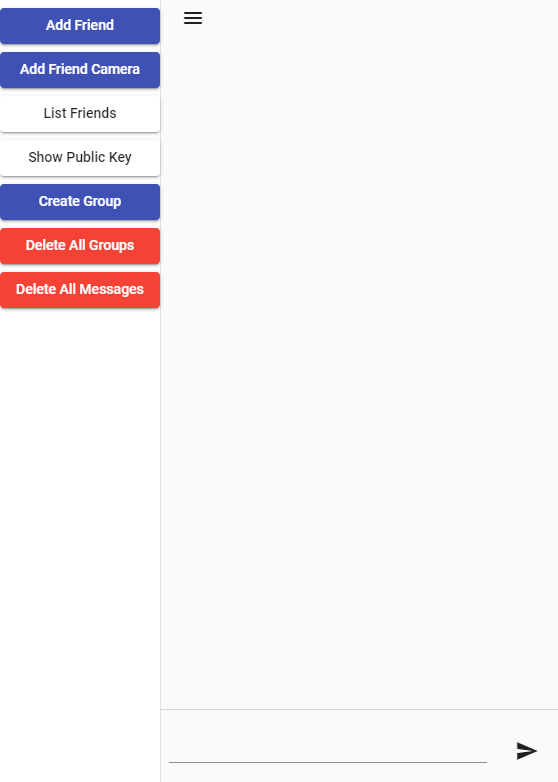 Add Friend
Add Friend Camera
List Friends
Show Public Key
Create Group
Delete All Groups
Delete All Messages